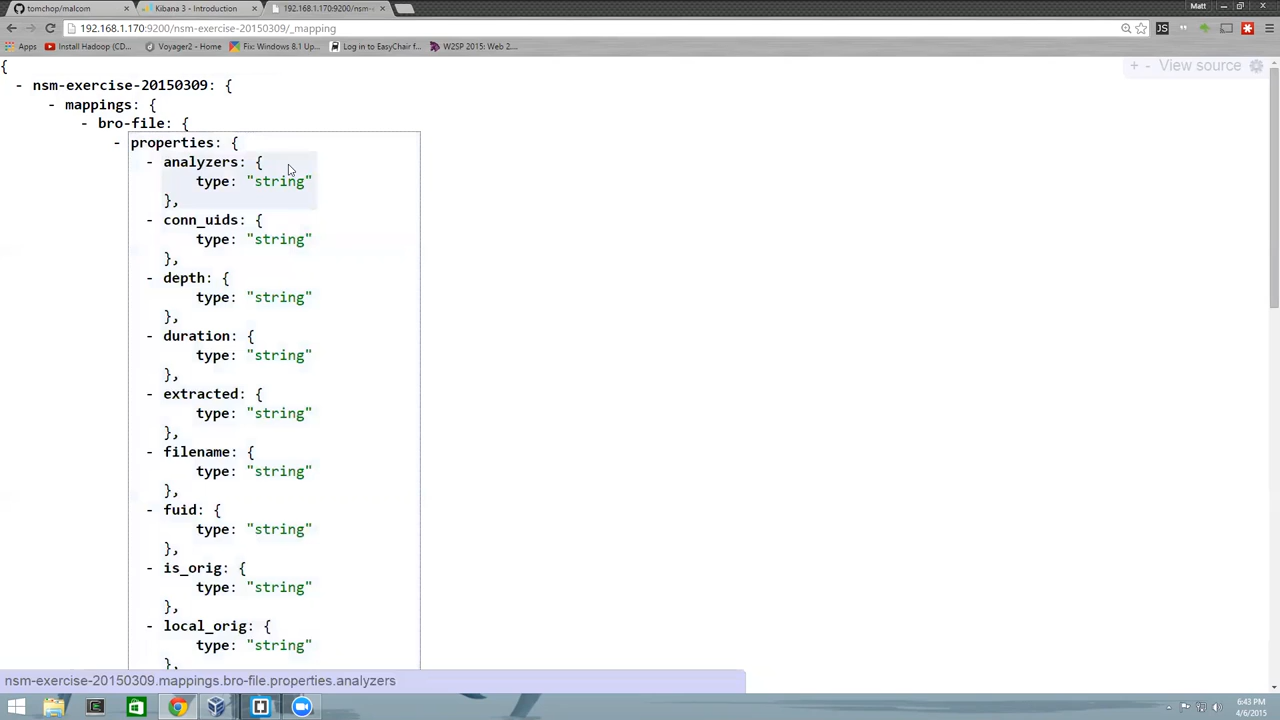 tomchop/malcom
Kibana 3 - Introduction
192.168.1.170:9200/nsm-
Matt
192.168.1.170:9200/nsm-exercise-20150309/_mapping
Apps
Install Hadoop (CD...
Voyager2 - Home
Fix Windows 8.1 Up...
Log in to EasyChair f...
W2SP 2015: Web 2....
{
+ - View source
- nsm-exercise-20150309: {
- mappings: {
- bro-file: {
- properties: {
- analyzers: {
type: "string"
},
- conn_uids: {
type: "string"
},
- depth: {
type: "string"
},
- duration: {
type: "string"
},
- extracted: {
type: "string"
},
- filename: {
type: "string"
},
- fuid: {
type: "string"
},
- is_orig: {
type: "string"
},
- local_orig: {
type: "string"
},
nsm-exercise-20150309.mappings.bro-file.properties.analyzers
6:43 PM
4/6/2015